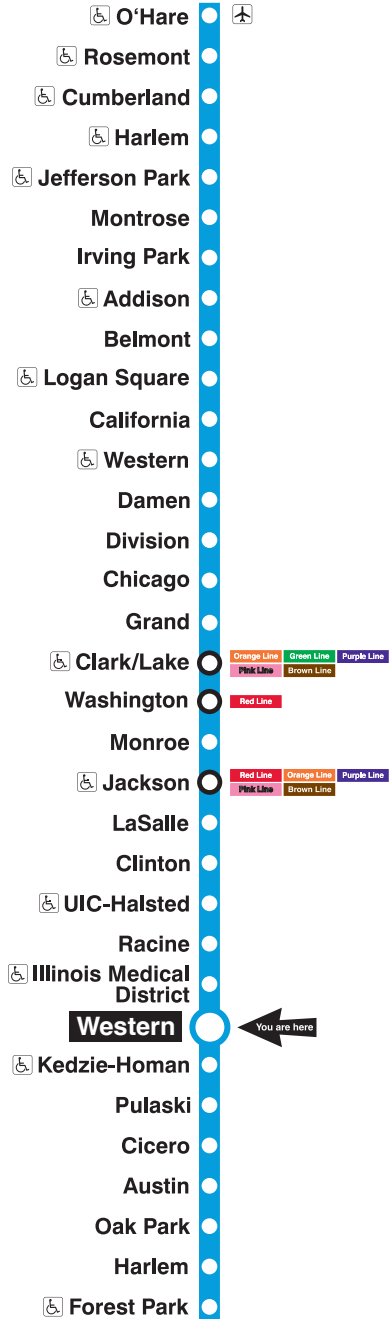 O‘Hare
Rosemont
Cumberland
Harlem
Jefferson Park
Montrose
Irving Park
Addison
Belmont
Logan Square
California
Western
Damen
Division
Chicago
Grand
Clark/Lake Orange Line Green Line Purple Line
Pink Line Brown Line
Washington Red Line
Monroe
Jackson Red Line Orange Line Purple Line
Pink Line Brown Line
LaSalle
Clinton
UIC-Halsted
Racine
Illinois Medical
District
Western You are here
Kedzie-Homan
Pulaski
Cicero
Austin
Oak Park
Harlem
Forest Park